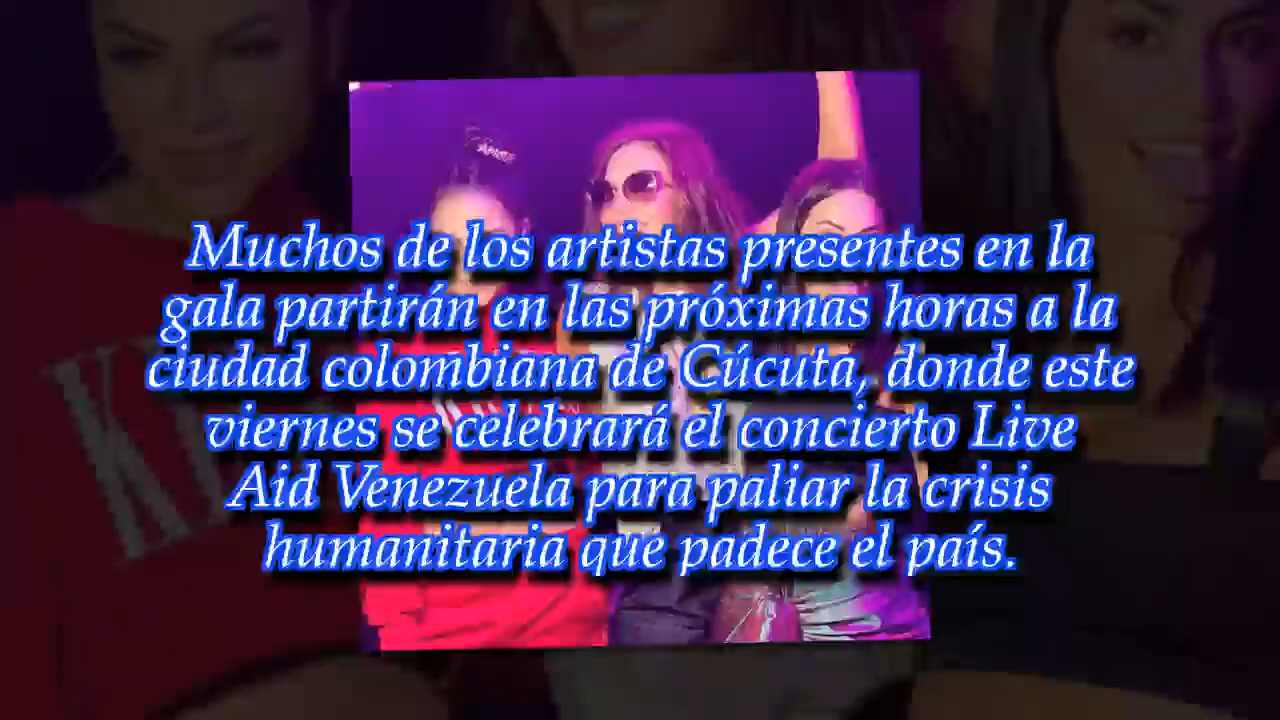 Muchos de los artistas presentes en la
gala partirán en las próximas horas a la
ciudad colombiana de Cúcuta, donde este
viernes se celebrará el concierto Live
Aid Venezuela para paliar la crisis
humanitaria que padece el país.